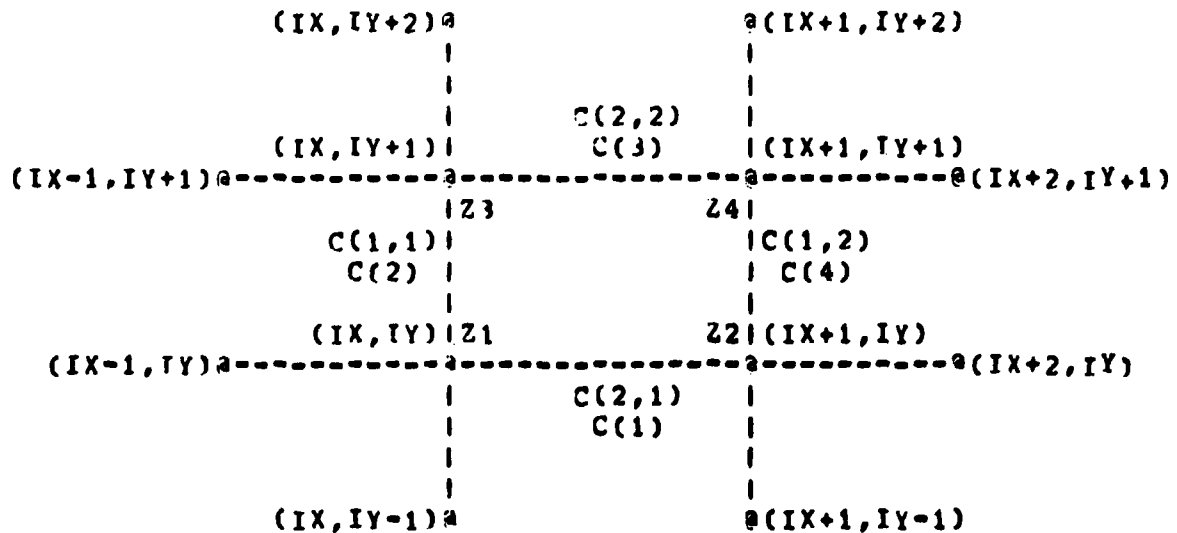 (IX,IY+2)@ @(IX+1,IY+2)
C(2,2)
(IX,IY+1) C(3) (IX+1,IY+1)
(IX-1,IY+1)@ @ @ @(IX+2,IY+1)
Z3 Z4
C(1,1) C(1,2)
C(2) C(4)
(IX,IY) Z1 Z2 (IX+1,IY)
(IX-1,IY)@ @ @ @(IX+2,IY)
C(2,1)
C(1)
(IX,IY-1)@ @(IX+1,IY-1)